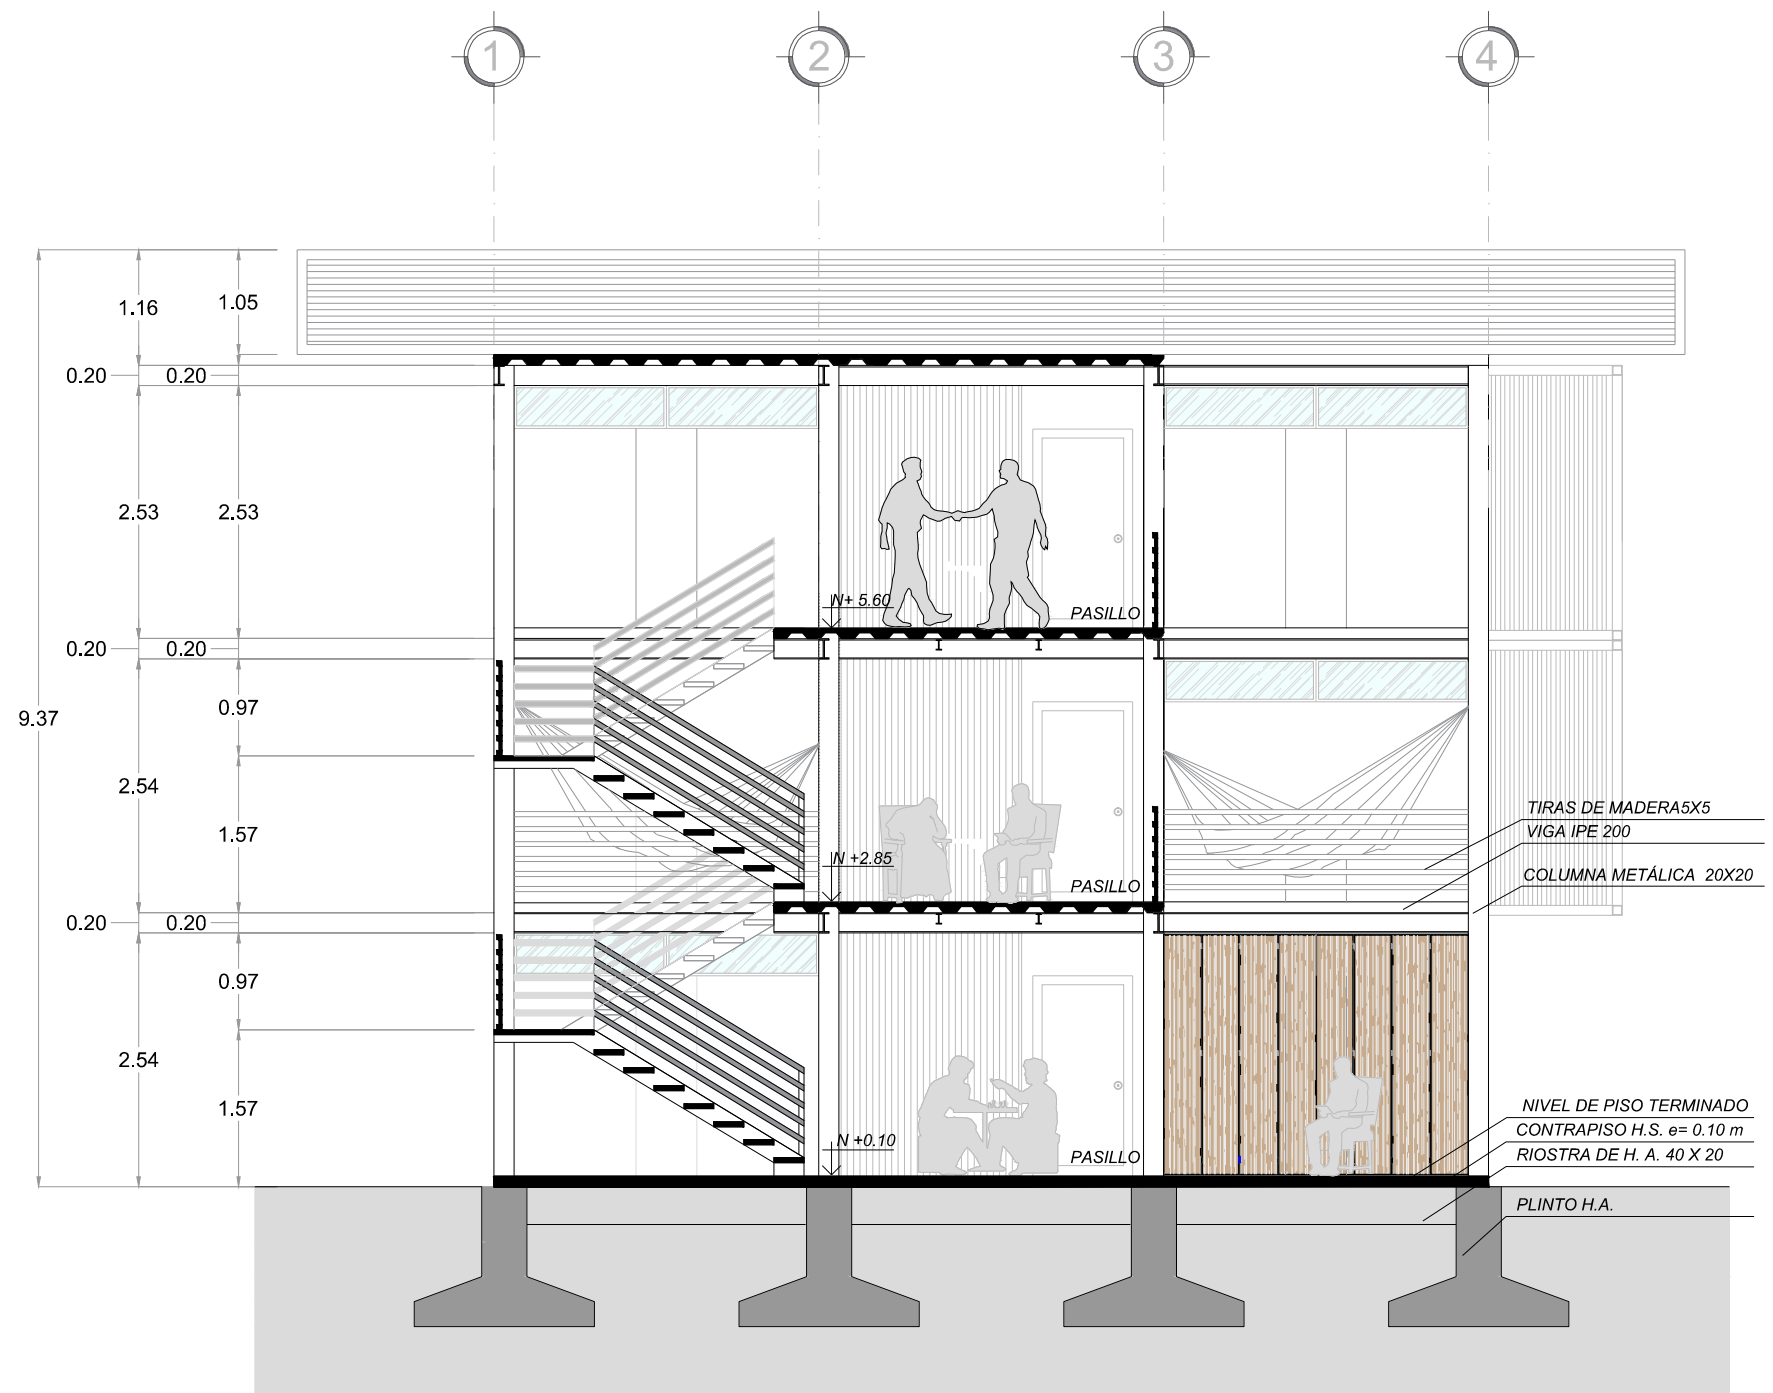 1 2 3 4
1.16 1.05
0.20 0.20
2.53 2.53
N+ 5.60
PASILLO
0.20 0.20
9.37
0.97
2.54
1.57
TIRAS DE MADERA5X5
VIGA IPE 200
N +2.85
PASILLO
COLUMNA METÁLICA 20X20
0.20 0.20
0.97
2.54
1.57
NIVEL DE PISO TERMINADO
CONTRAPISO H.S. e= 0.10 m
N +0.10
PASILLO
RIOSTRA DE H. A. 40 X 20
PLINTO H.A.